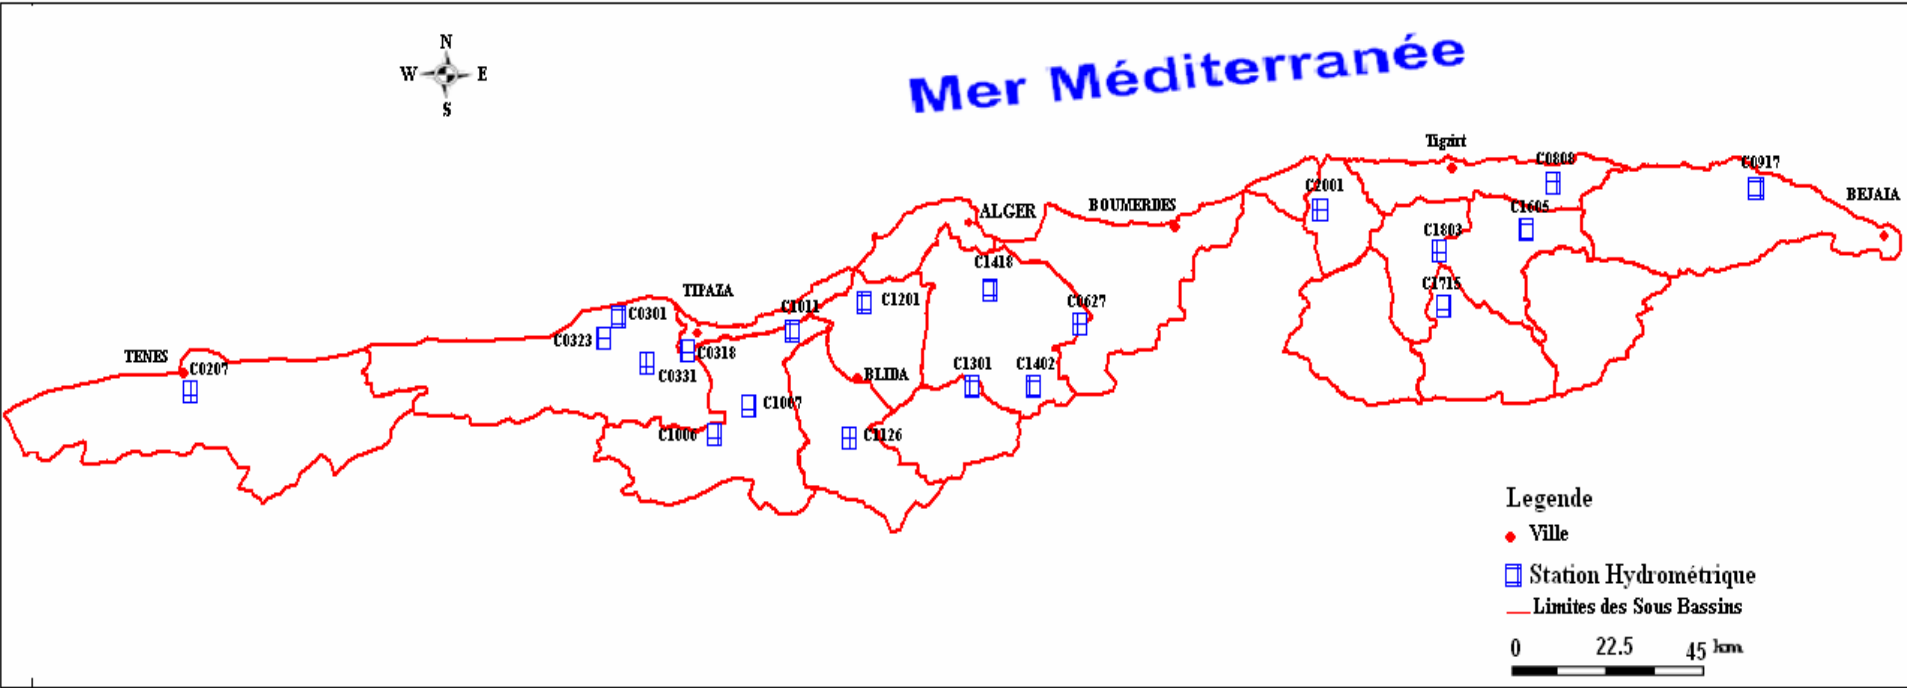 N
W E
S
Mer Méditerranée
Tigzirt
C0808
C0917
BEJAIA
C2001
BOUMERDES
ALGER
C1605
C1803
C1418
C1715
TIPAZA
C1011
C1201
C0627
C0301
C0323
C0318
TENES
C0207
C0331
BLIDA
C1301
C1402
C1007
C1006
C1126
Legende
Ville
Station Hydrométrique
Limites des Sous Bassins
0 22.5 45 km